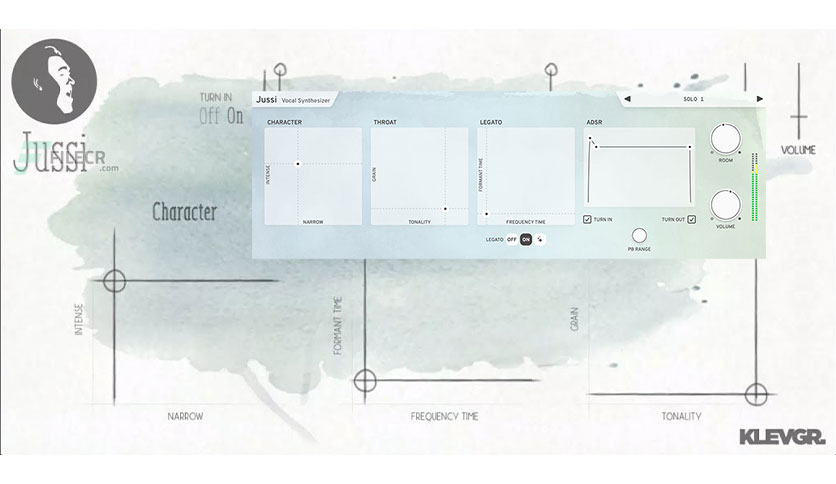 Jussi
FILECR
.com
TURN IN
Off On
Character
INTENSE
NARROW
Jussi Vocal Synthesizer
SOLO 1
CHARACTER
INTENSE
NARROW
THROAT
GRAIN
TONALITY
LEGATO
FORMANT TIME
FREQUENCY TIME
LEGATO OFF ON
ADSR
TURN IN
TURN OUT
PB RANGE
ROOM
VOLUME
VOLUME
FORMANT TIME
FREQUENCY TIME
GRAIN
TONALITY
KLEVGR.